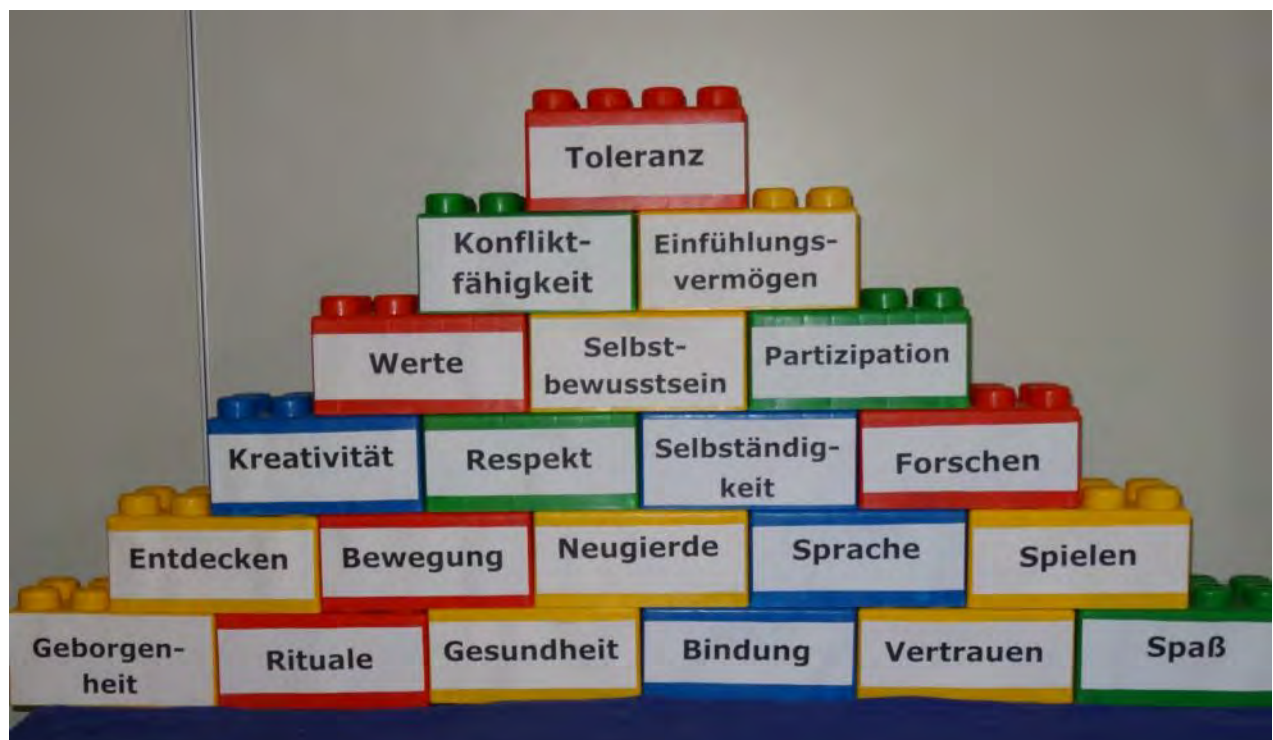 Toleranz
Konflikt-
fähigkeit
Einfühlungs-
vermögen
Werte
Selbst-
bewusstsein
Partizipation
Kreativität
Respekt
Selbständig-
keit
Forschen
Entdecken
Bewegung
Neugierde
Sprache
Spielen
Geborgen-
heit
Rituale
Gesundheit
Bindung
Vertrauen
Spaß